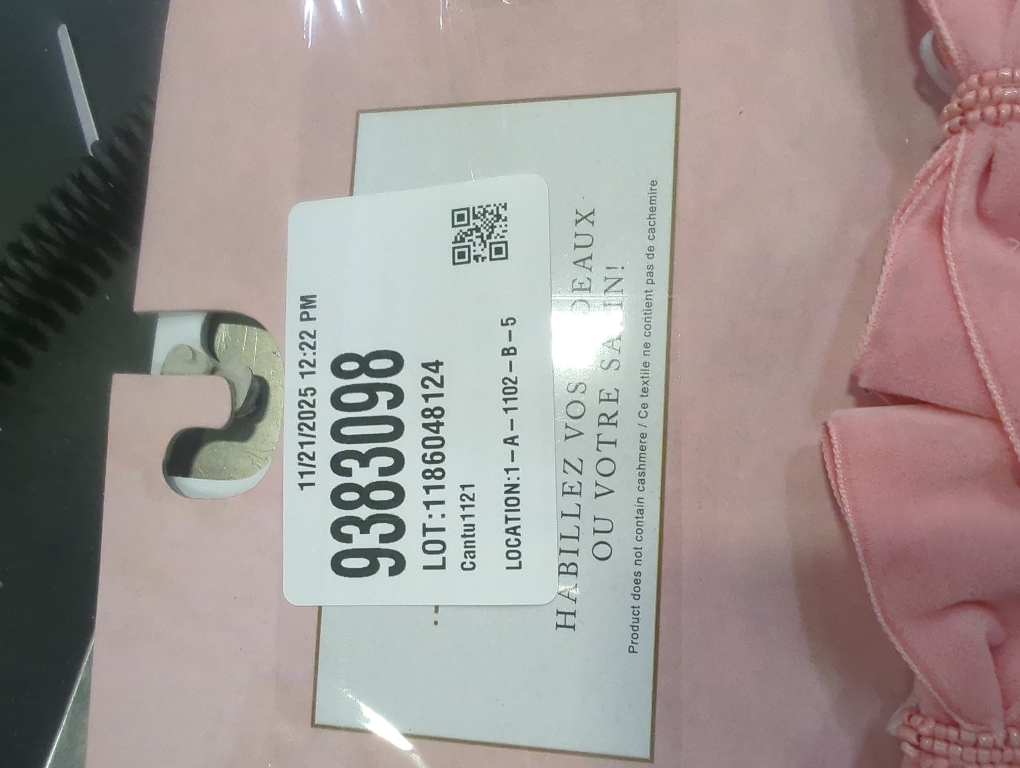 11/21/2025 12:22 PM
9383098
LOT:1186048124
Cantu1121
LOCATION:1-A-1102-B-5
HABILLEZ VOS
OU VOTRE
Product does not contain cashmere / Ce textile ne contient pas de cachemire